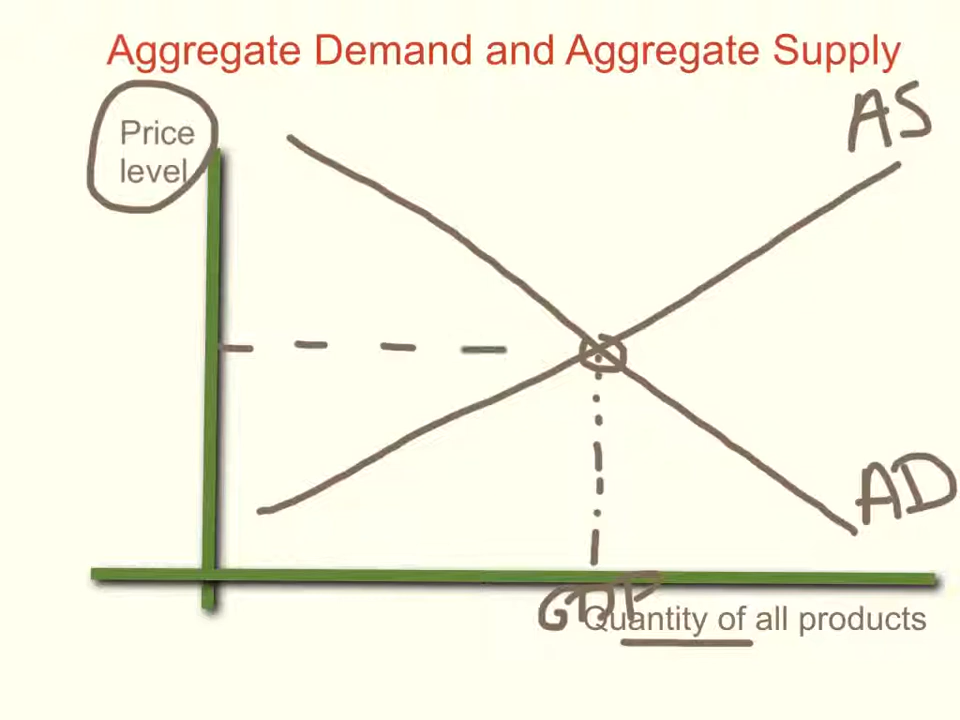 Aggregate Demand and Aggregate Supply
Price
level
AS
AD
GDP
Quantity of all products